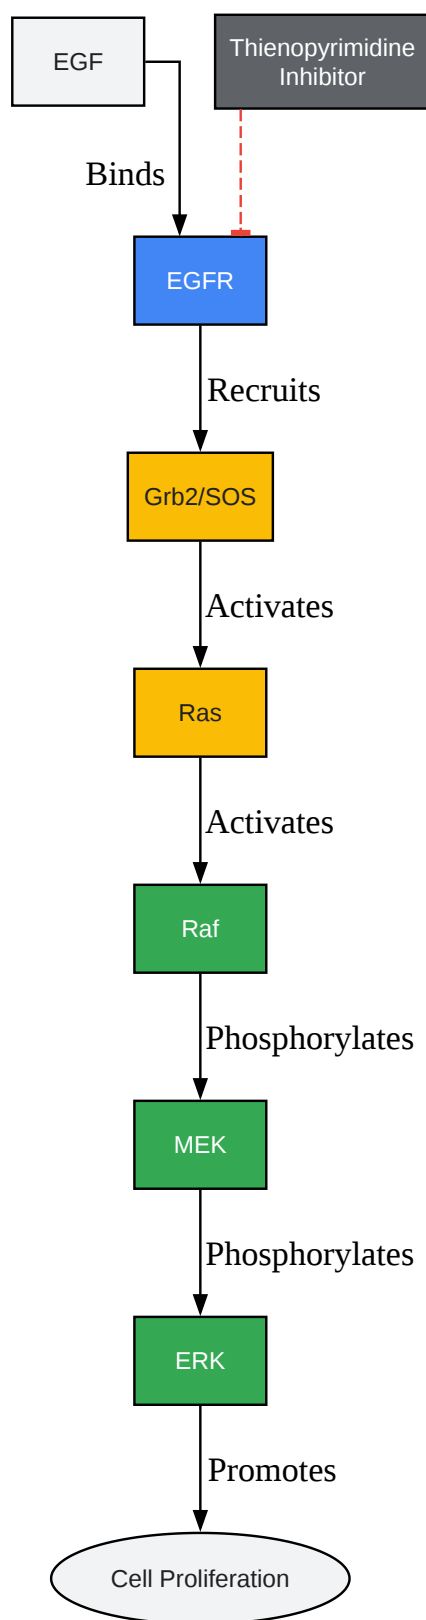 EGF
Thienopyrimidine
Inhibitor
Binds
EGFR
Recruits
Grb2/SOS
Activates
Ras
Activates
Raf
Phosphorylates
MEK
Phosphorylates
ERK
Promotes
Cell Proliferation